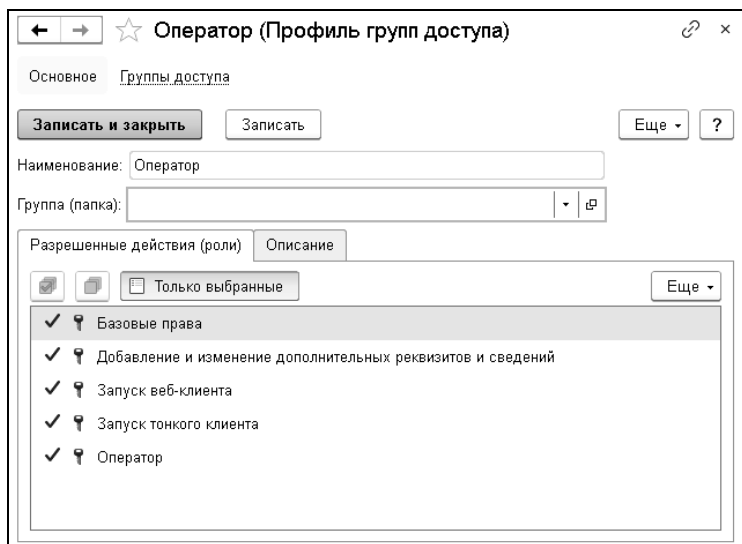 Оператор (Профиль групп доступа)
Основное Группы доступа
Записать и закрыть Записать Еще ?
Наименование: Оператор
Группа (папка):
Разрешенные действия (роли) Описание
Только выбранные Еще
Базовые права
Добавление и изменение дополнительных реквизитов и сведений
Запуск веб-клиента
Запуск тонкого клиента
Оператор